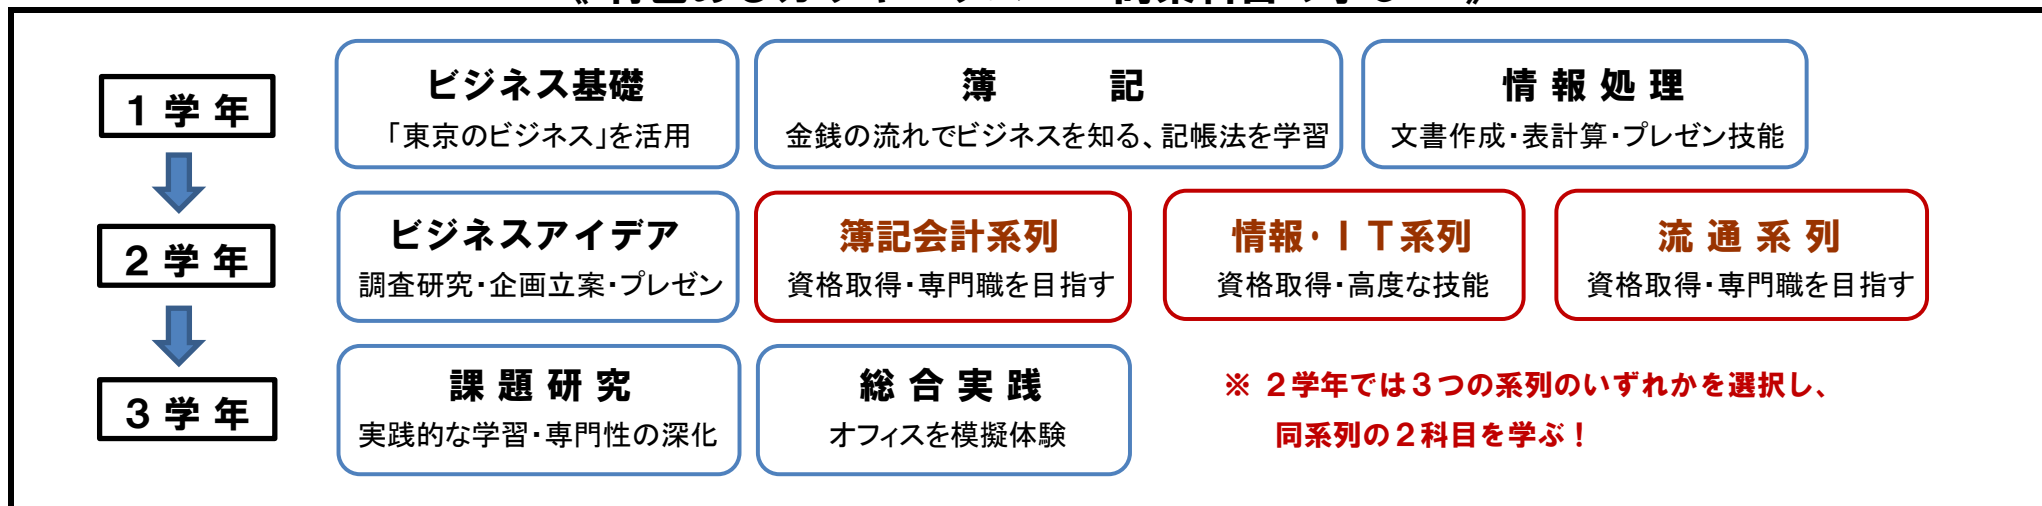 1学年
ビジネス基礎
「東京のビジネス」を活用
簿記
金銭の流れでビジネスを知る、記帳法を学習
情報処理
文書作成・表計算・プレゼン技能
2学年
ビジネスアイデア
調査研究・企画立案・プレゼン
簿記会計系列
資格取得・専門職を目指す
情報・IT系列
資格取得・高度な技能
流通系列
資格取得・専門職を目指す
3学年
課題研究
実践的な学習・専門性の深化
総合実践
オフィスを模擬体験
※ 2学年では3つの系列のいずれかを選択し、
同系列の2科目を学ぶ！